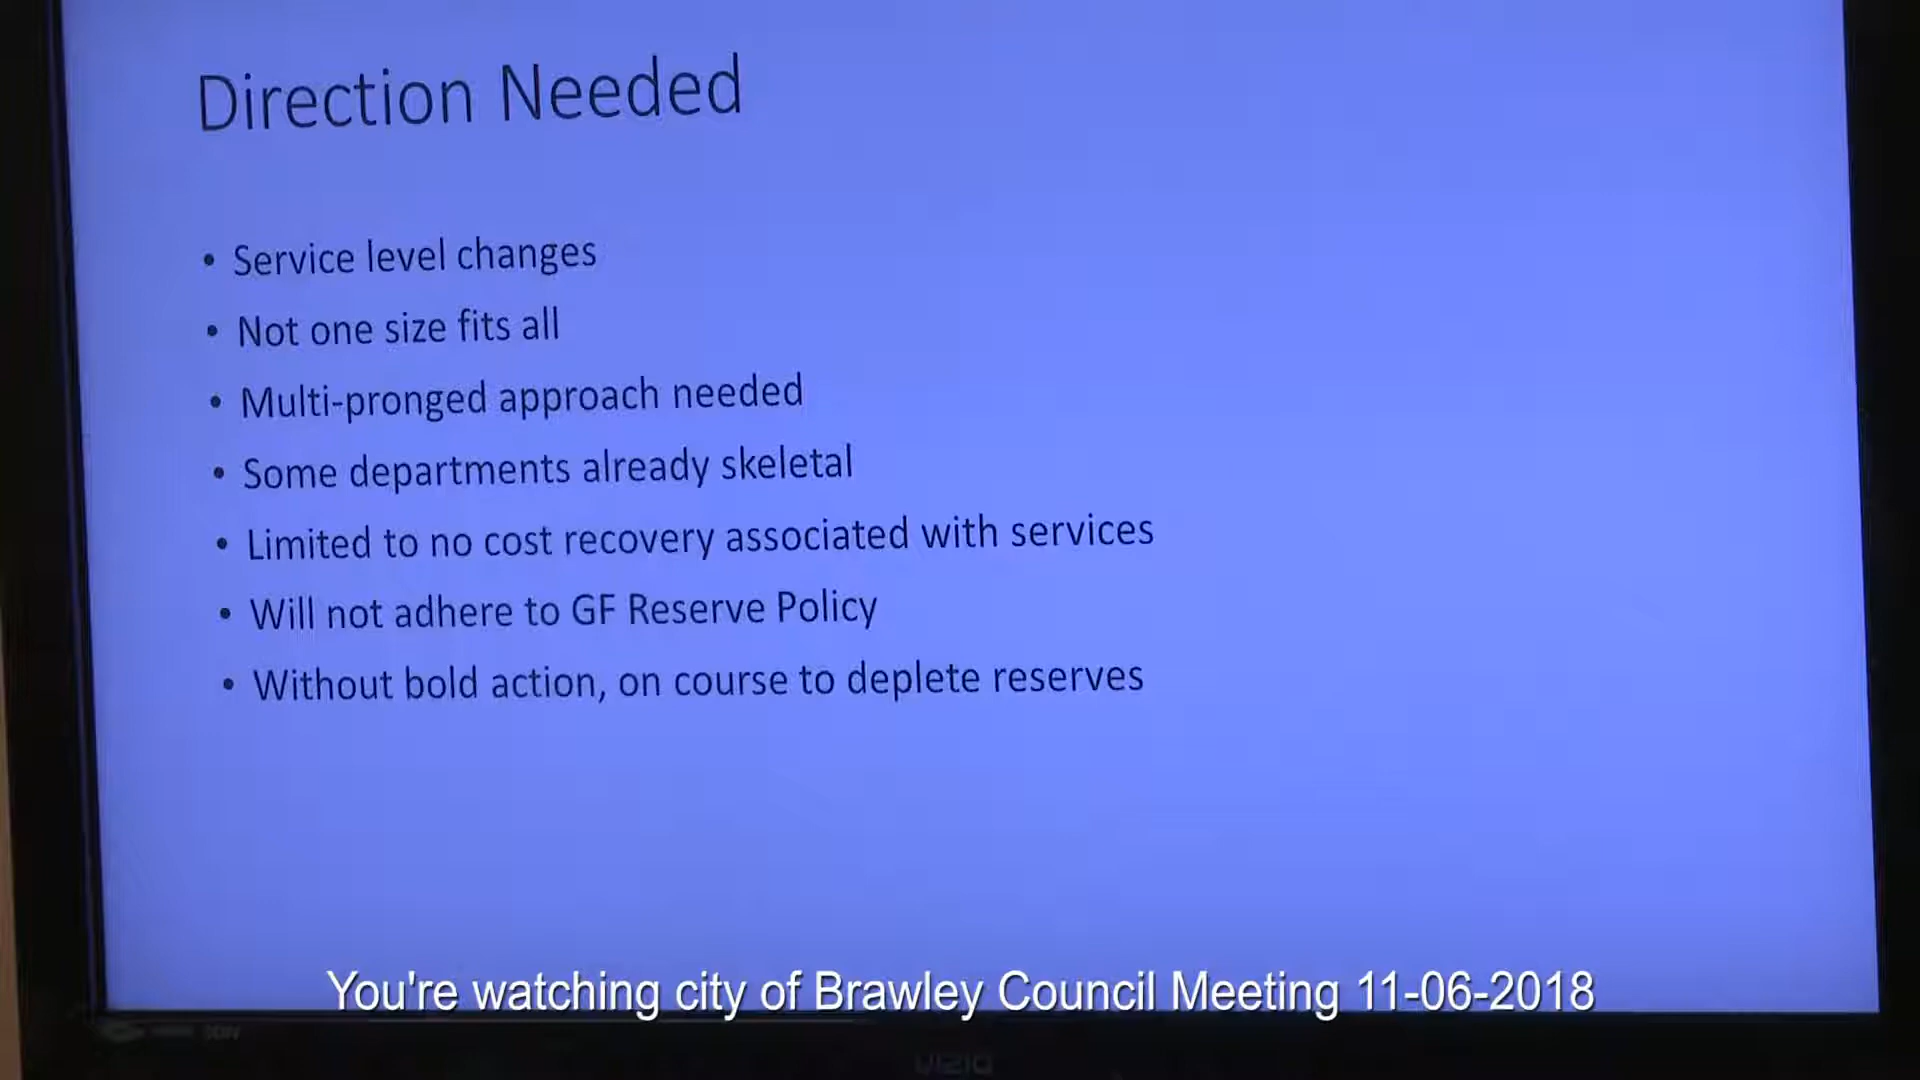 Direction Needed
• Service level changes
• Not one size fits all
• Multi-pronged approach needed
• Some departments already skeletal
• Limited to no cost recovery associated with services
• Will not adhere to GF Reserve Policy
• Without bold action, on course to deplete reserves
You're watching city of Brawley Council Meeting 11-06-2018
VIZIO